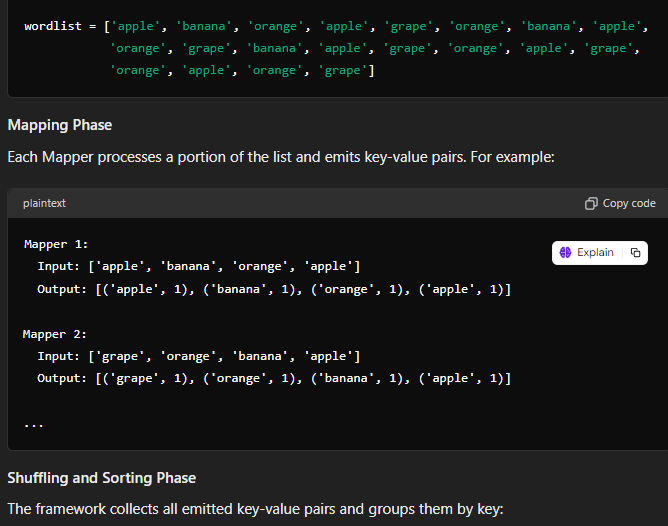 wordlist = ['apple', 'banana', 'orange', 'apple', 'grape', 'orange', 'banana', 'apple',
'orange', 'grape', 'banana', 'apple', 'grape', 'orange', 'apple', 'grape',
'orange', 'apple', 'orange', 'grape']
Mapping Phase
Each Mapper processes a portion of the list and emits key-value pairs. For example:
plaintext Copy code
Mapper 1:
Explain
Input: ['apple', 'banana', 'orange', 'apple']
Output: [('apple', 1), ('banana', 1), ('orange', 1), ('apple', 1)]
Mapper 2:
Input: ['grape', 'orange', 'banana', 'apple']
Output: [('grape', 1), ('orange', 1), ('banana', 1), ('apple', 1)]
...
Shuffling and Sorting Phase
The framework collects all emitted key-value pairs and groups them by key: